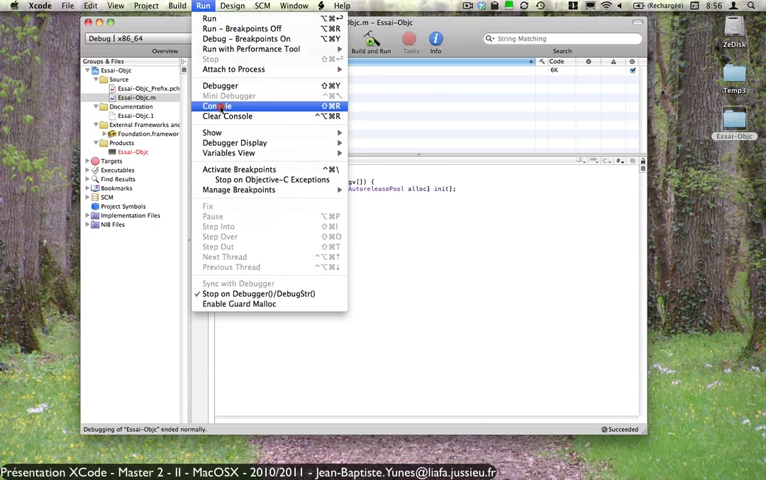 Xcode File Edit View Project Build Run Design SCM Window Help (Rechargée) 8:56
.m - Essai-Objc
Debug | x86_64
Overview Build and Run Tasks Info Search
String Matching
Groups & Files
Code
6K
Essai-Objc
Source
Essai-Objc_Prefix.pch
Essai-Objc.m
Documentation
Essai-Objc.1
External Frameworks and
Foundation.framewor
Products
Essai-Objc
Targets
Executables
Find Results
Bookmarks
SCM
Project Symbols
Implementation Files
NIB Files
Run ⌥⌘↩
Run - Breakpoints Off ⌥⌘R
Debug - Breakpoints On ⌥⌘Y
Run with Performance Tool
Stop ⇧⌘↩
Attach to Process
Debugger ⇧⌘Y
Mini Debugger
Console ⇧⌘R
Clear Console ^⌥⌘R
Show
Debugger Display
Variables View
Activate Breakpoints ^⌘\
Stop on Objective-C Exceptions
Manage Breakpoints
Fix
Pause ⌥⌘P
Step Into ⇧⌘I
Step Over ⇧⌘O
Step Out ⇧⌘T
Next Thread ^⌥⌘↑
Previous Thread ^⌥⌘↓
Sync with Debugger
✓ Stop on Debugger()/DebugStr()
Enable Guard Malloc
gv[]) {
AutoreleasePool alloc] init];
Debugging of "Essai-Objc" ended normally.
Succeeded
ZeDisk
Temp3
Essai-Objc
Présentation XCode - Master 2 - II - MacOSX - 2010/2011 - Jean-Baptiste.Yunes@liafa.jussieu.fr